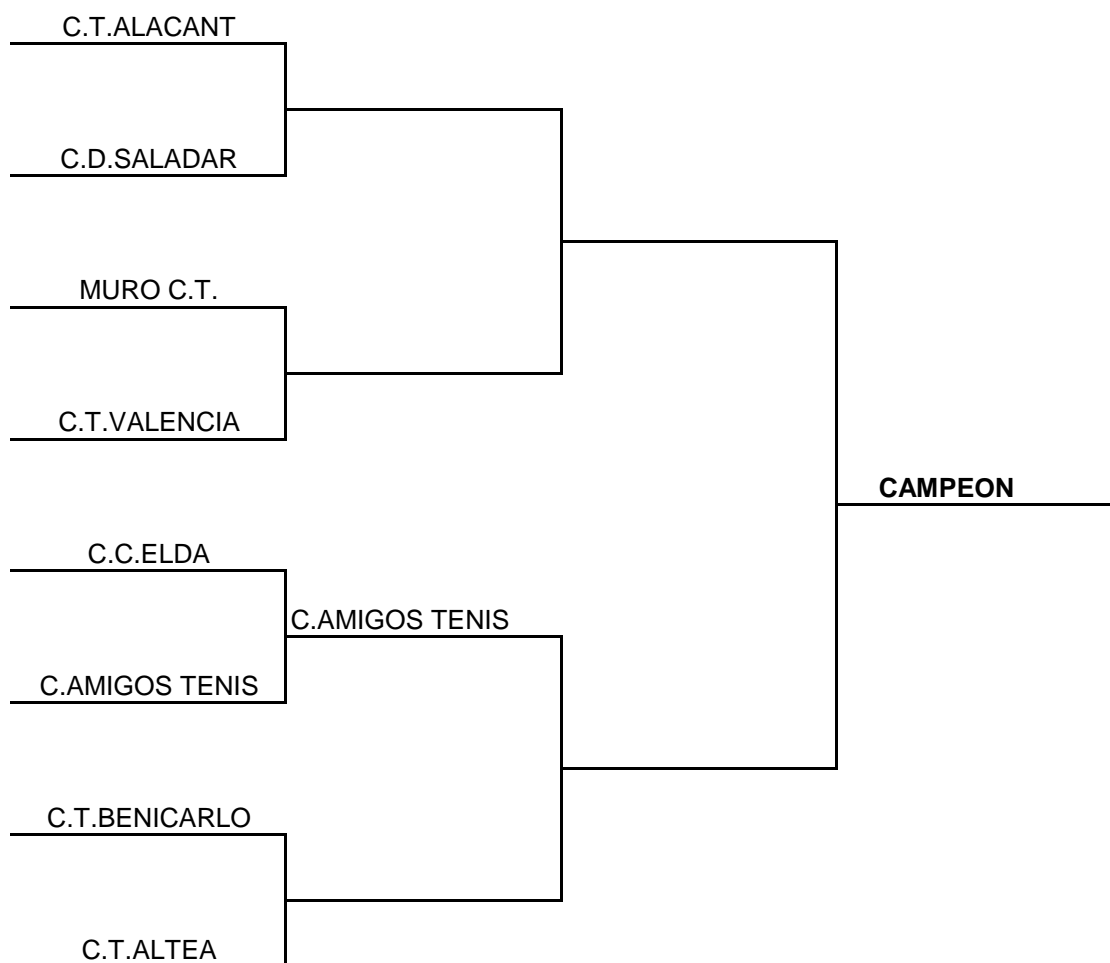 C.T.ALACANT
C.D.SALADAR
MURO C.T.
C.T.VALENCIA
CAMPEON
C.C.ELDA
C.AMIGOS TENIS
C.AMIGOS TENIS
C.T.BENICARLO
C.T.ALTEA